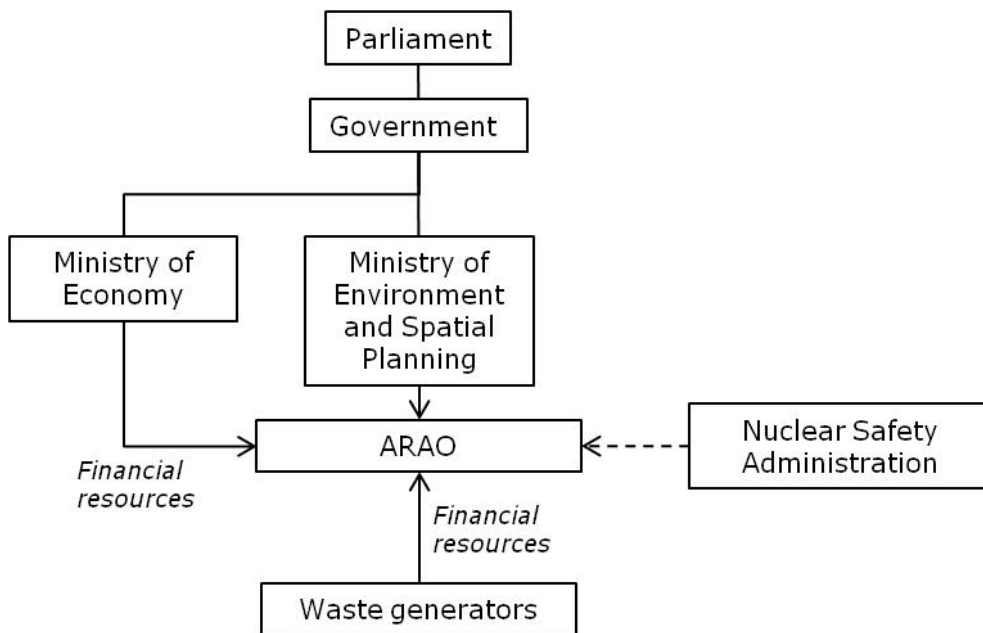 Parliament
Government
Ministry of
Economy
Ministry of
Environment
and Spatial
Planning
ARAO
Nuclear Safety
Administration
Financial
resources
Financial
resources
Waste generators